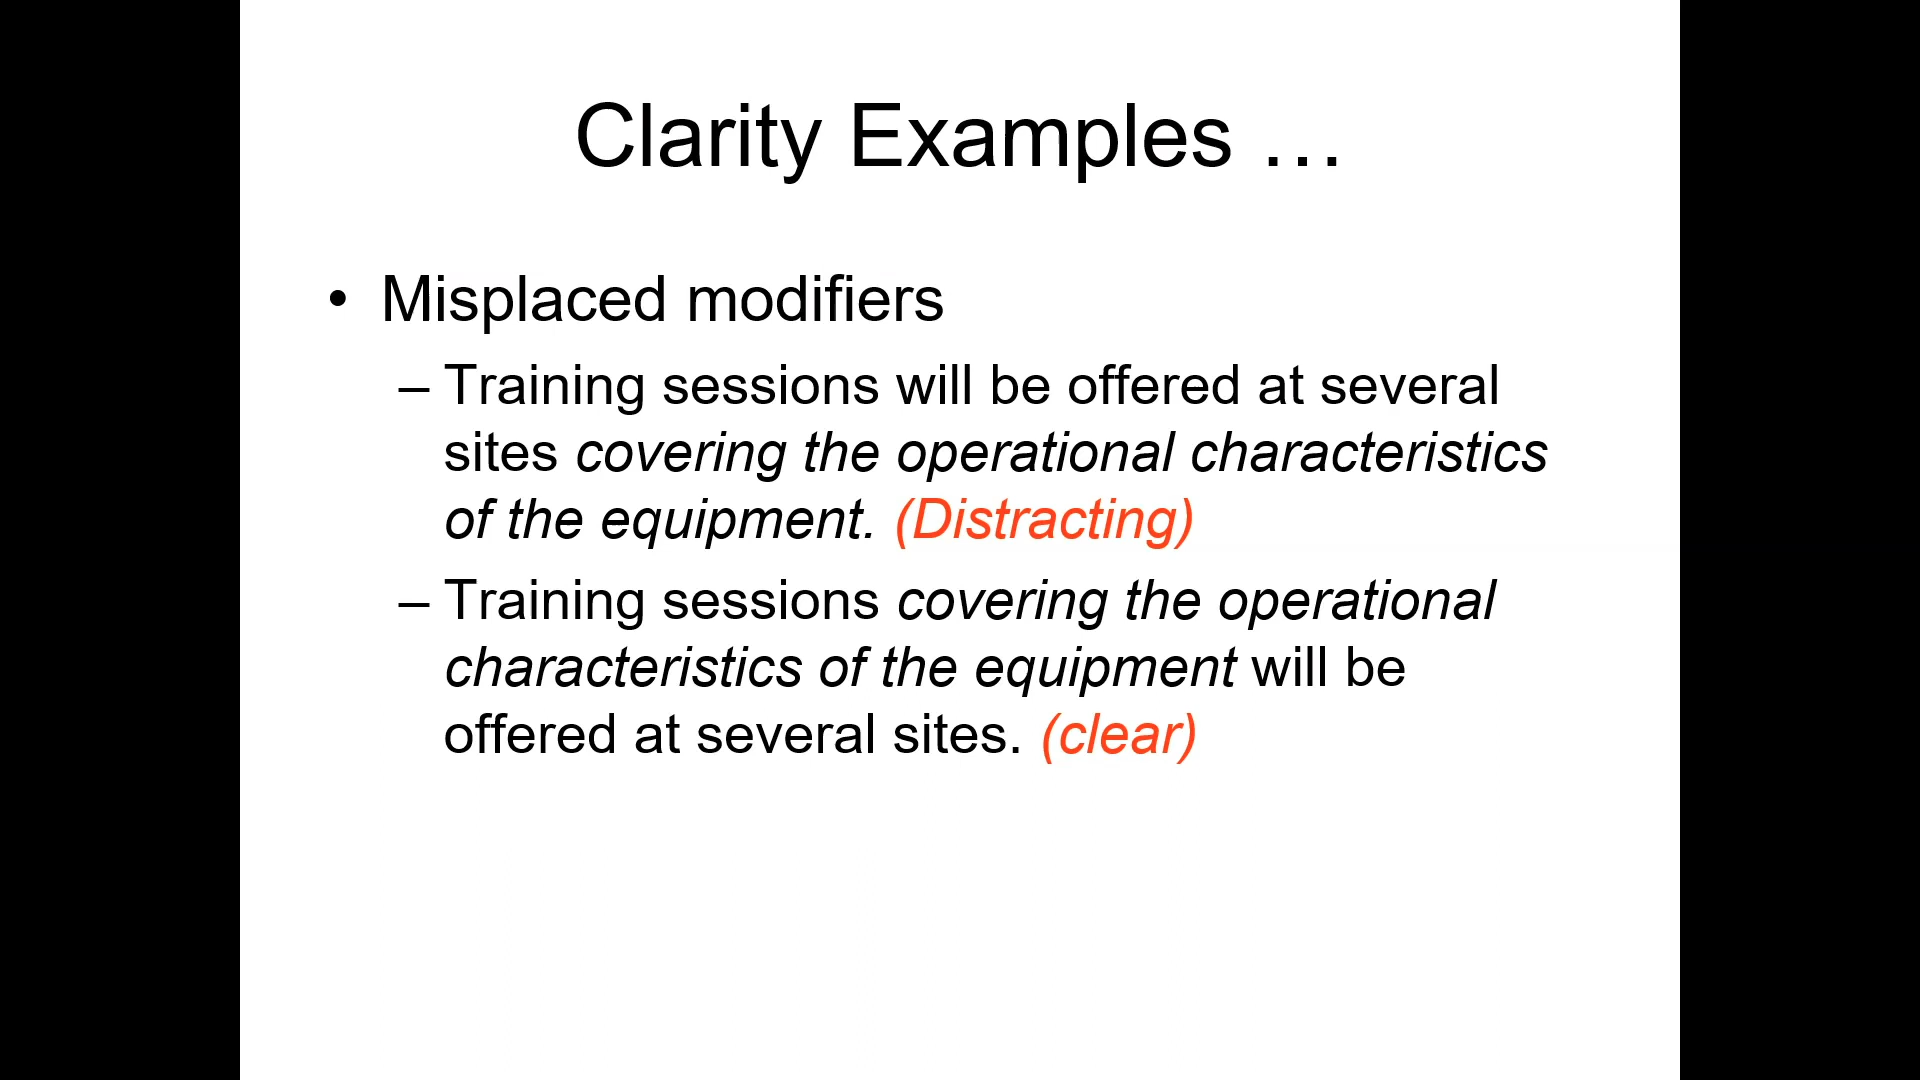 Clarity Examples …
• Misplaced modifiers
– Training sessions will be offered at several
sites covering the operational characteristics
of the equipment. (Distracting)
– Training sessions covering the operational
characteristics of the equipment will be
offered at several sites. (clear)